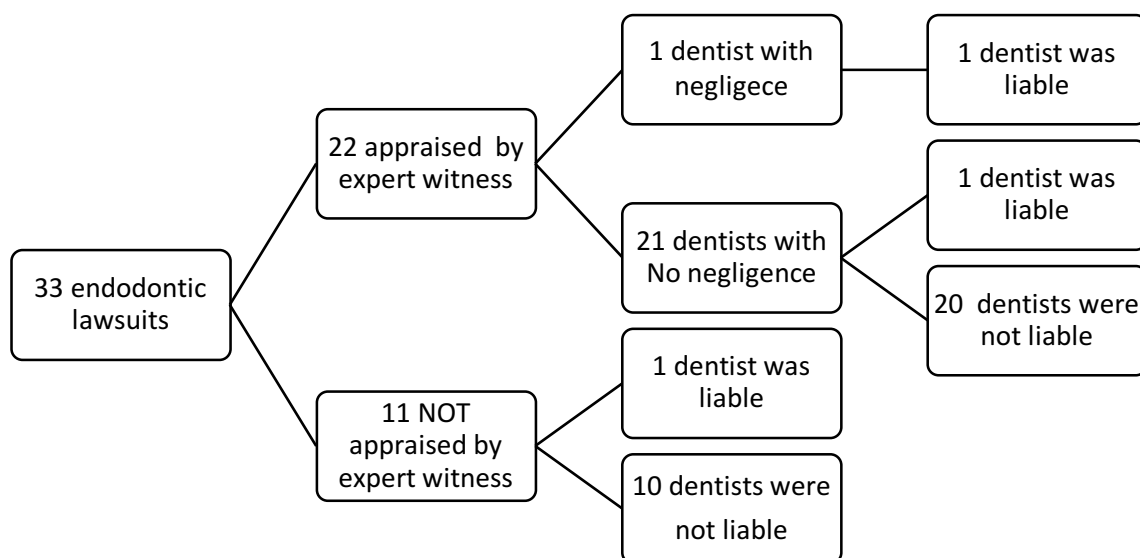 33 endodontic
lawsuits
22 appraised  by
expert witness
1 dentist with
negligece
1 dentist was
liable
21 dentists with
No negligence
1 dentist was
liable
20  dentists were
not liable
11 NOT
appraised by
expert witness
1 dentist was
liable
10 dentists were
not liable